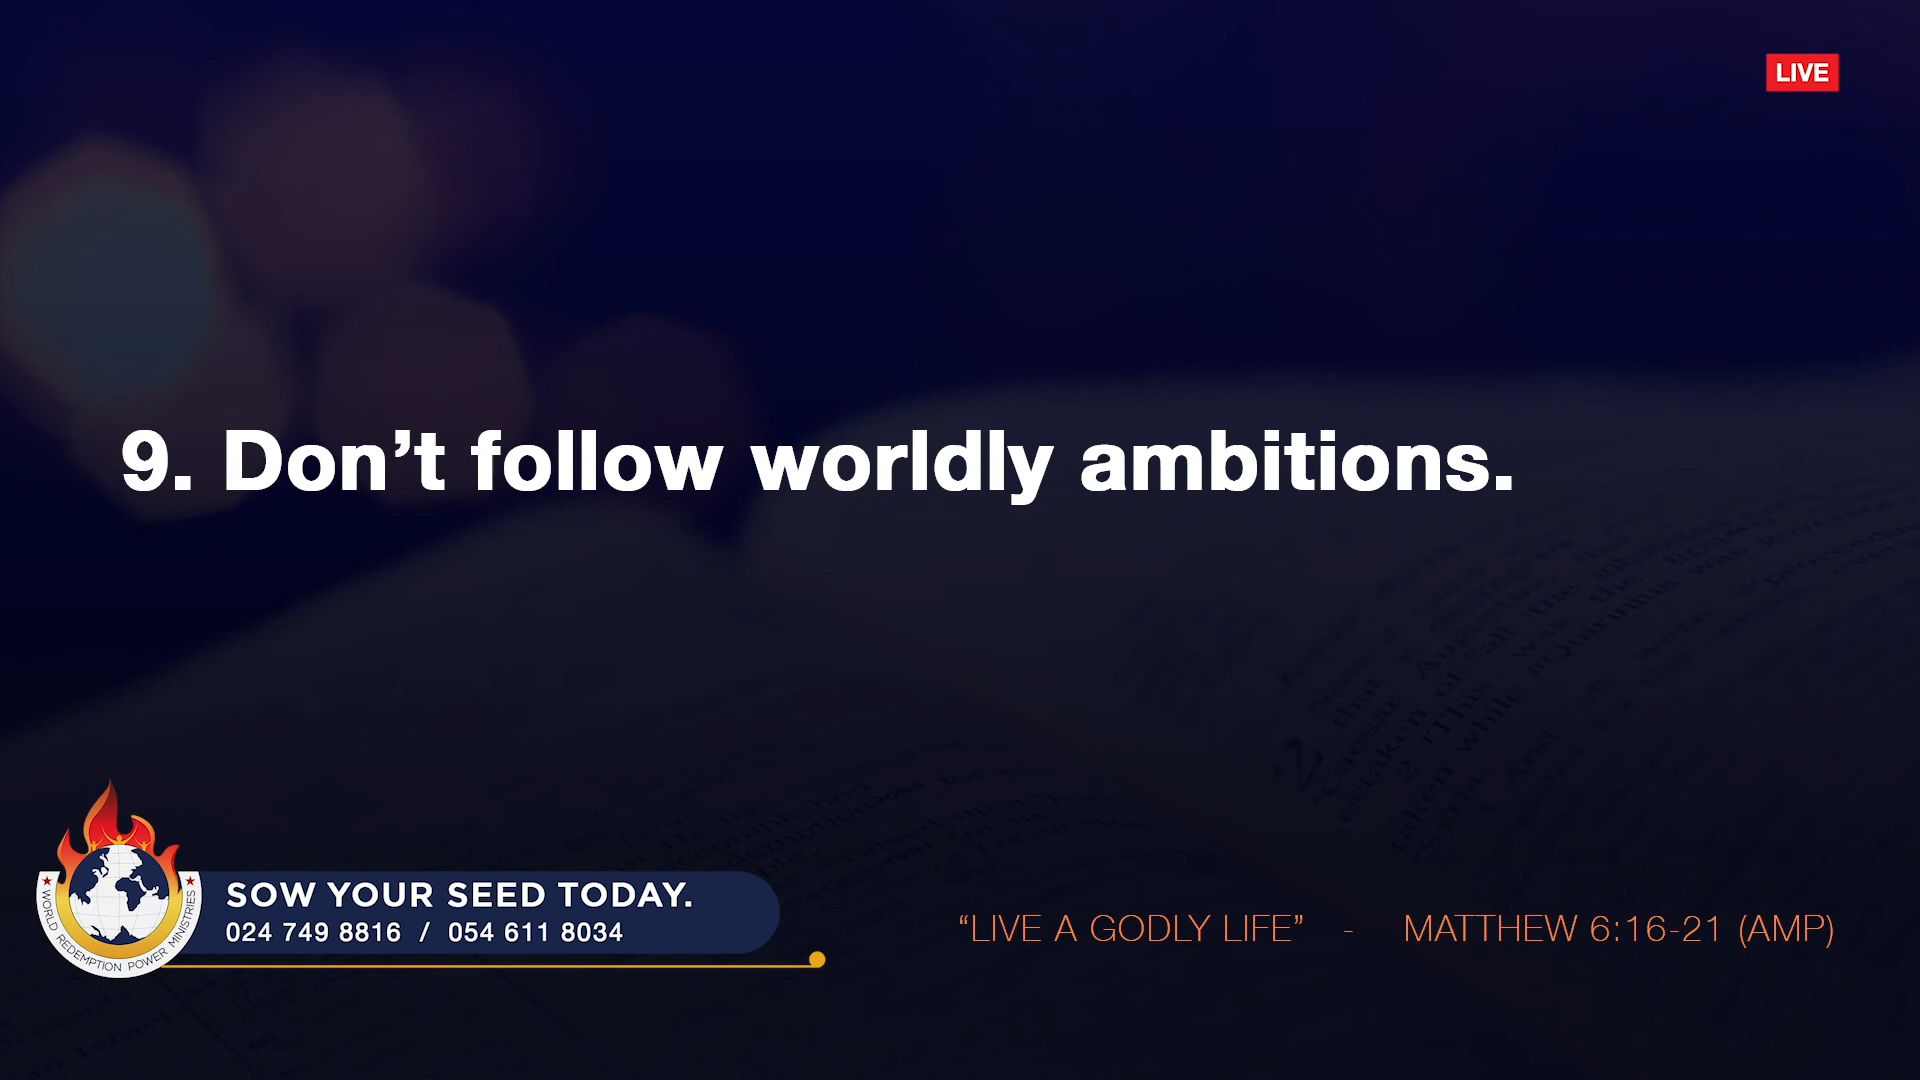 LIVE
9. Don’t follow worldly ambitions.
WORLD REDEMPTION POWER MINISTRIES
SOW YOUR SEED TODAY.
024 749 8816 / 054 611 8034
“LIVE A GODLY LIFE” - MATTHEW 6:16-21 (AMP)